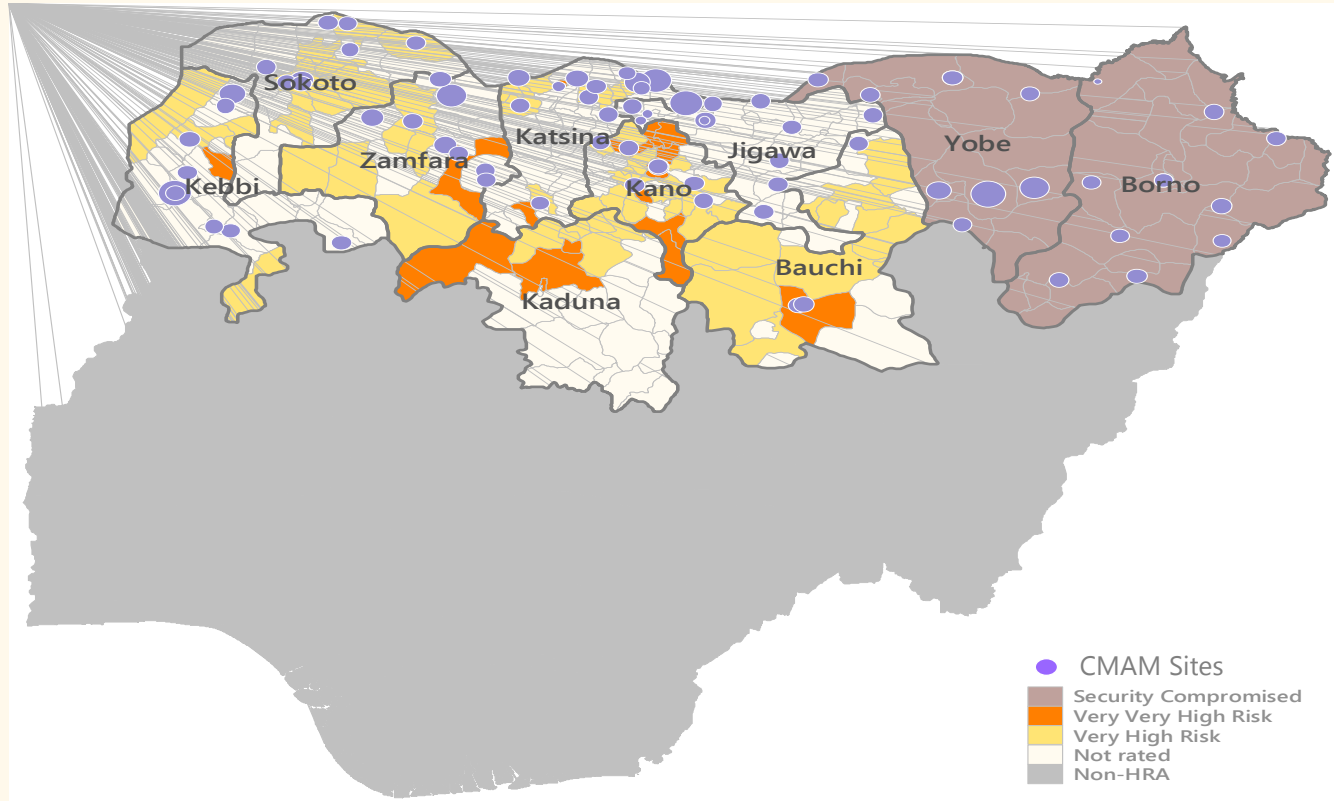 Sokoto
Katsina
Jigawa
Yobe
Zamfara
Kebbi
Kano
Borno
Bauchi
Kaduna
CMAM Sites
Security Compromised
Very Very High Risk
Very High Risk
Not rated
Non-HRA